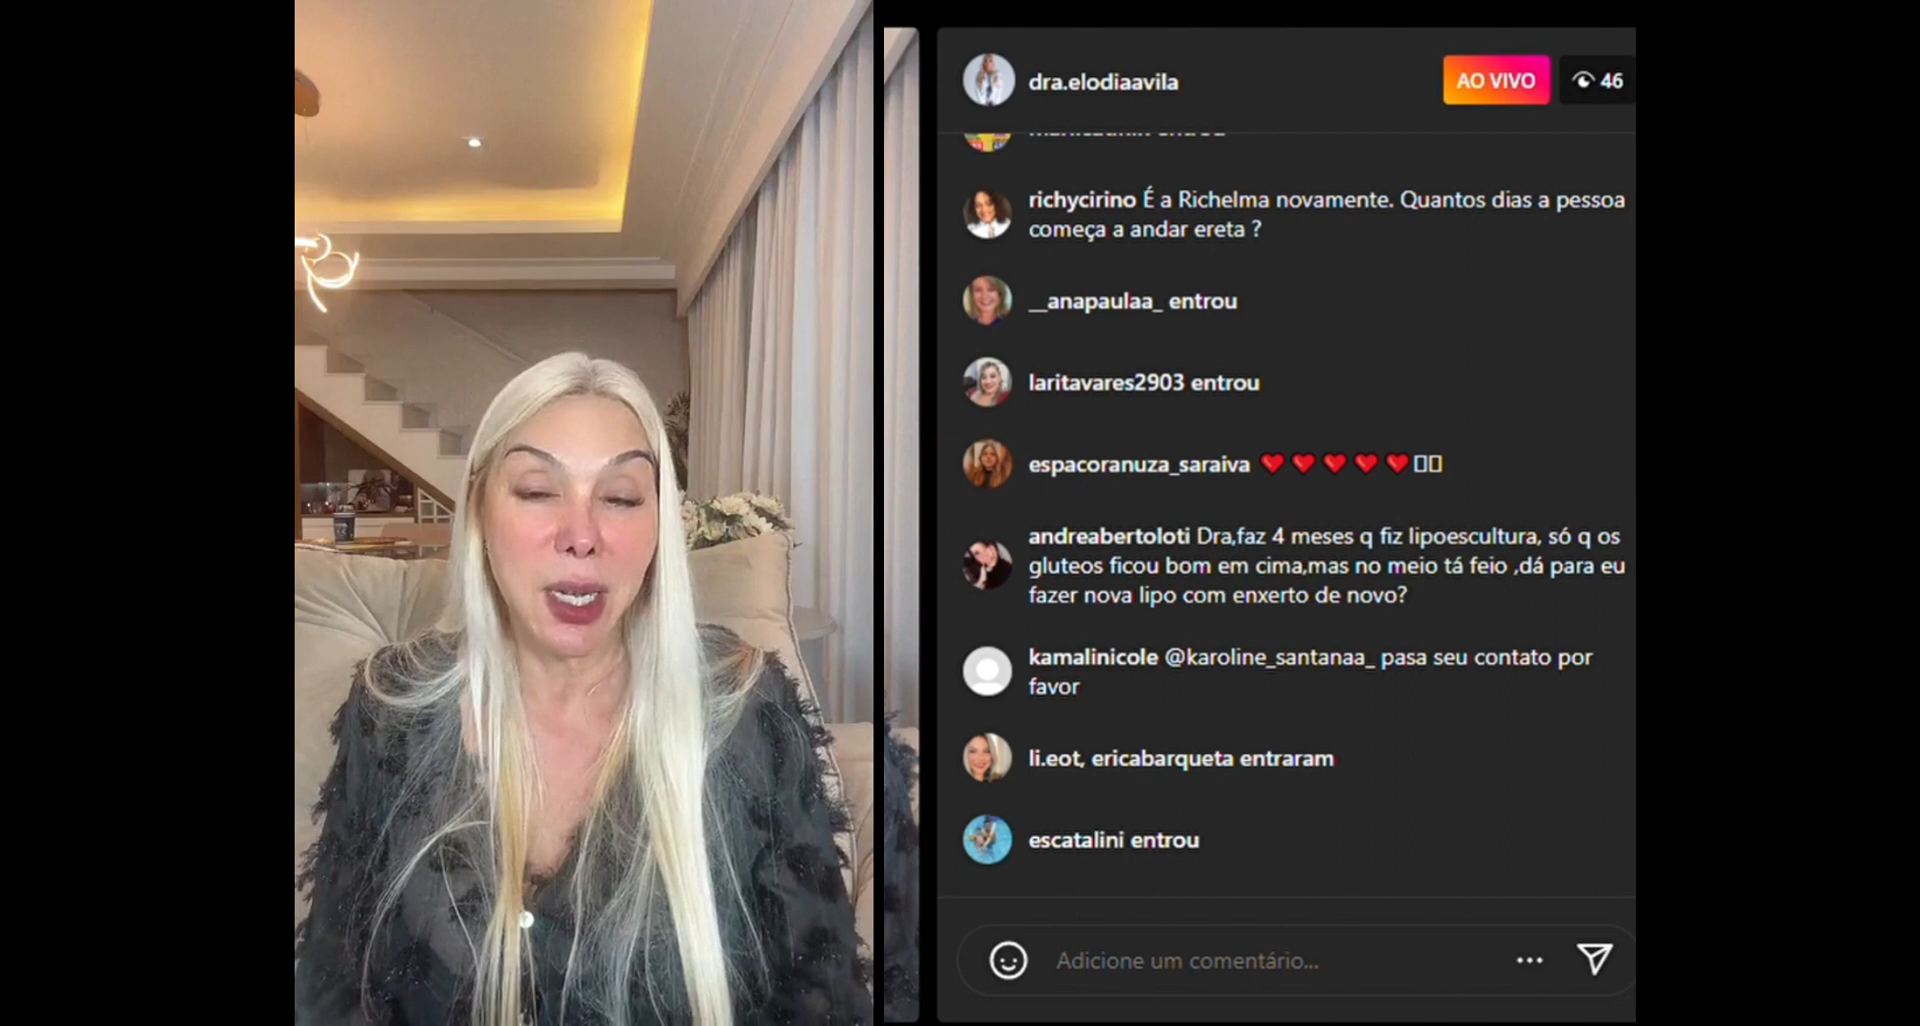 dra.elodiaavila
AO VIVO
46
richycirino É a Richelma novamente. Quantos dias a pessoa
começa a andar ereta ?
__anapaulaa_ entrou
laritavares2903 entrou
espacoranuza_saraiva ❤❤❤❤❤
andreabertoloti Dra,faz 4 meses q fiz lipoescultura, só q os
gluteos ficou bom em cima,mas no meio tá feio ,dá para eu
fazer nova lipo com enxerto de novo?
kamalinicole @karoline_santanaa_ pasa seu contato por
favor
li.eot, ericabarqueta entraram
escatalini entrou
Adicione um comentário...